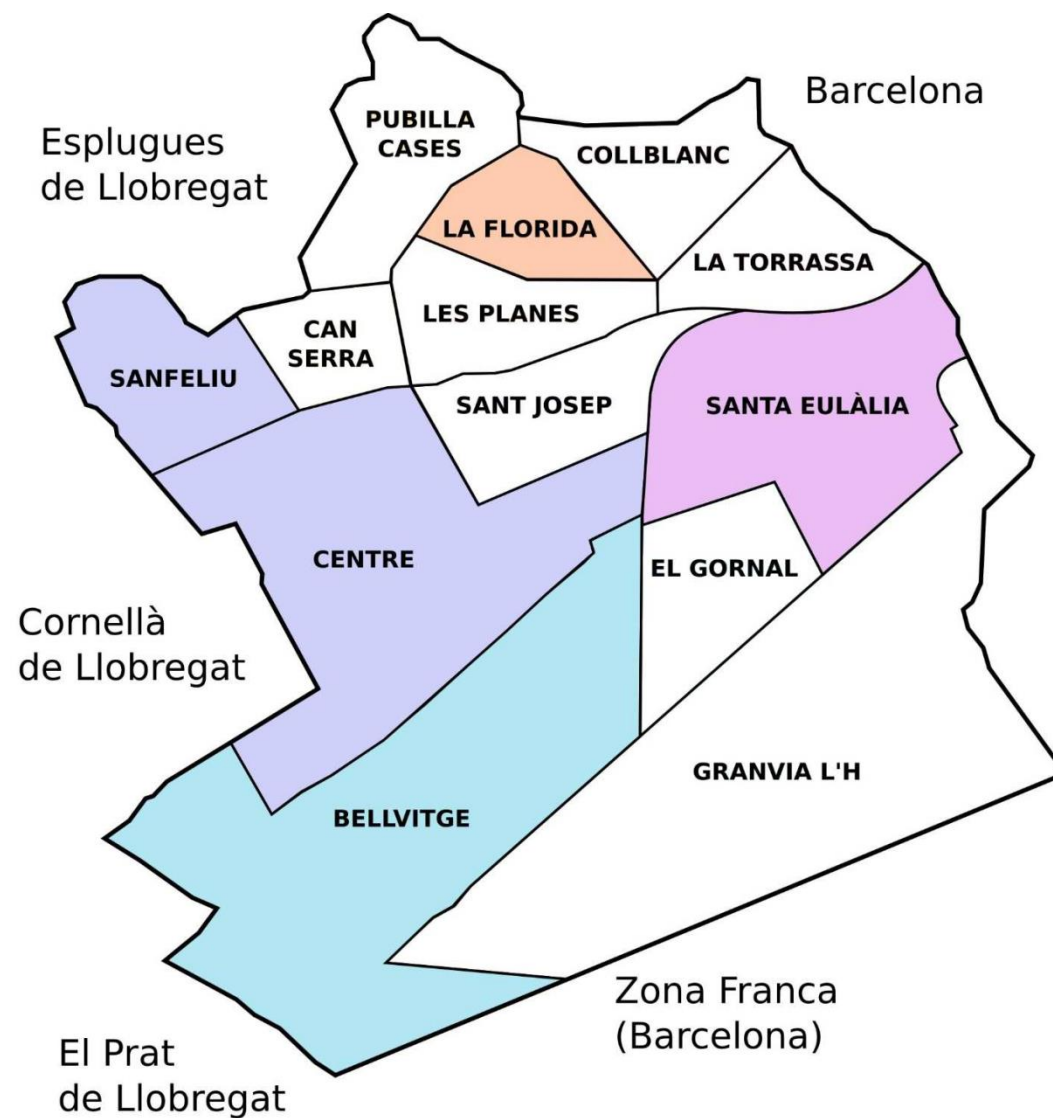 Barcelona
Esplugues
de Llobregat
PUBILLA
CASES
COLLBLANC
LA FLORIDA
LA TORRASSA
LES PLANES
CAN
SERRA
SANFELIU
SANT JOSEP
SANTA EULÀLIA
CENTRE
EL GORNAL
Cornellà
de Llobregat
GRANVIA L'H
BELLVITGE
Zona Franca
(Barcelona)
El Prat
de Llobregat